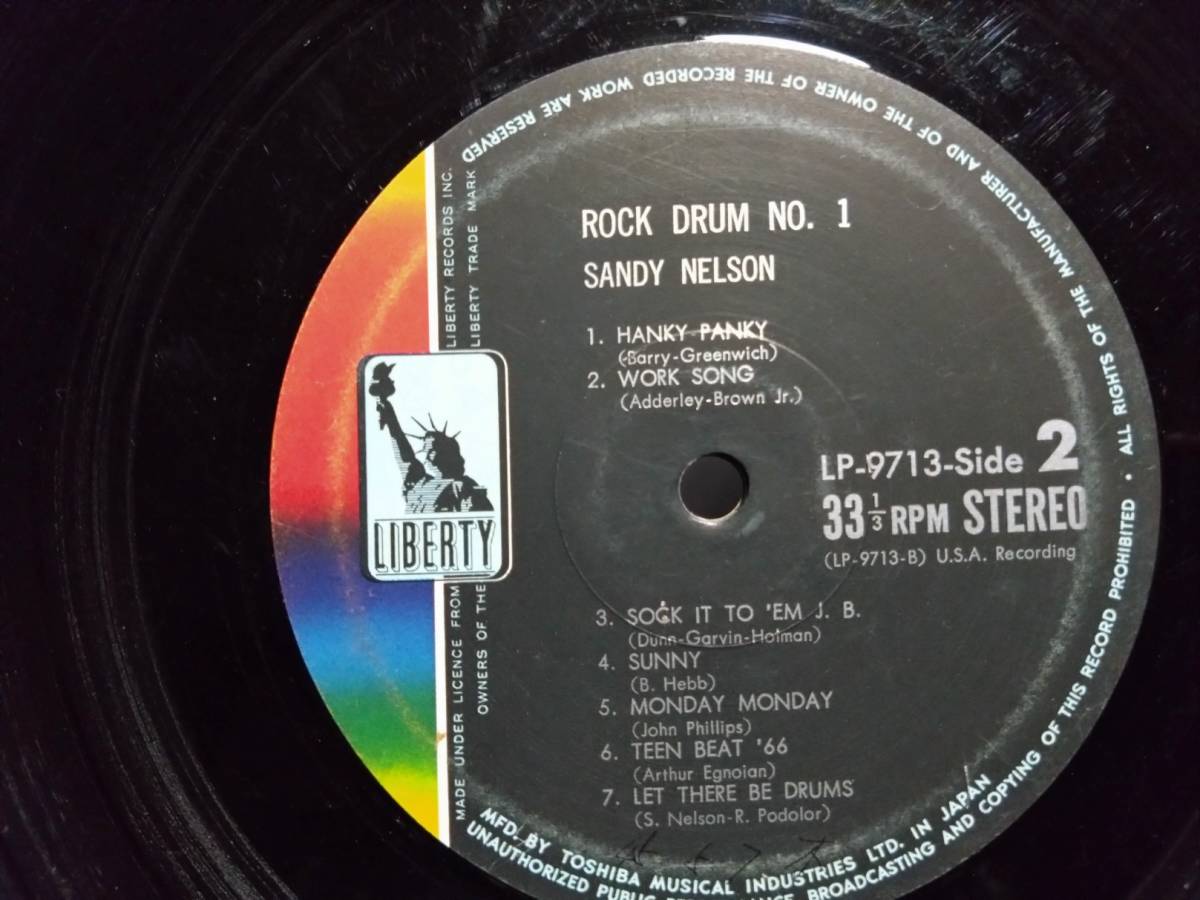 ROCK DRUM NO. 1
SANDY NELSON
1. HANKY PANKY
(Barry-Greenwich)
2. WORK SONG
(Adderley-Brown Jr.)
LP-9713-Side 2
33 1/3 RPM STEREO
(LP-9713-B) U.S.A. Recording
3. SOCK IT TO 'EM J. B.
(Dunn-Garvin-Holman)
4. SUNNY
(B. Hebb)
5. MONDAY MONDAY
(John Phillips)
6. TEEN BEAT '66
(Arthur Egnoian)
7. LET THERE BE DRUMS
(S. Nelson-R. Podolor)
LIBERTY
MADE UNDER LICENCE FROM LIBERTY RECORDS INC.
OWNERS OF THE LIBERTY TRADE MARK
MFD. BY TOSHIBA MUSICAL INDUSTRIES LTD. IN JAPAN
ALL RIGHTS OF THE MANUFACTURER AND OF THE OWNER OF THE RECORDED WORK ARE RESERVED
UNAUTHORIZED PUBLIC BROADCASTING AND COPYING OF THIS RECORD PROHIBITED •